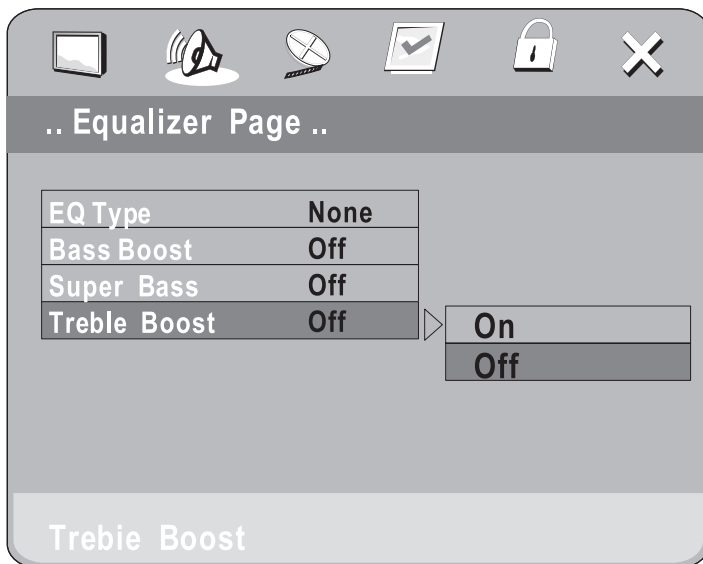 .. Equalizer Page ..
EQ Type None
Bass Boost Off
Super Bass Off
Treble Boost Off
On
Off
Trebie Boost